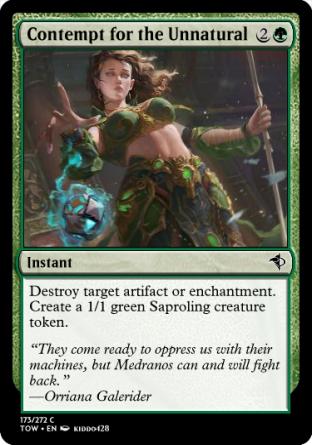 Contempt for the Unnatural 2
Instant
Destroy target artifact or enchantment.
Create a 1/1 green Saproling creature
token.
“They come ready to oppress us with their
machines, but Medranos can and will fight
back.”
—Orriana Galerider
173/272 C
TOW • EN KIDDO428